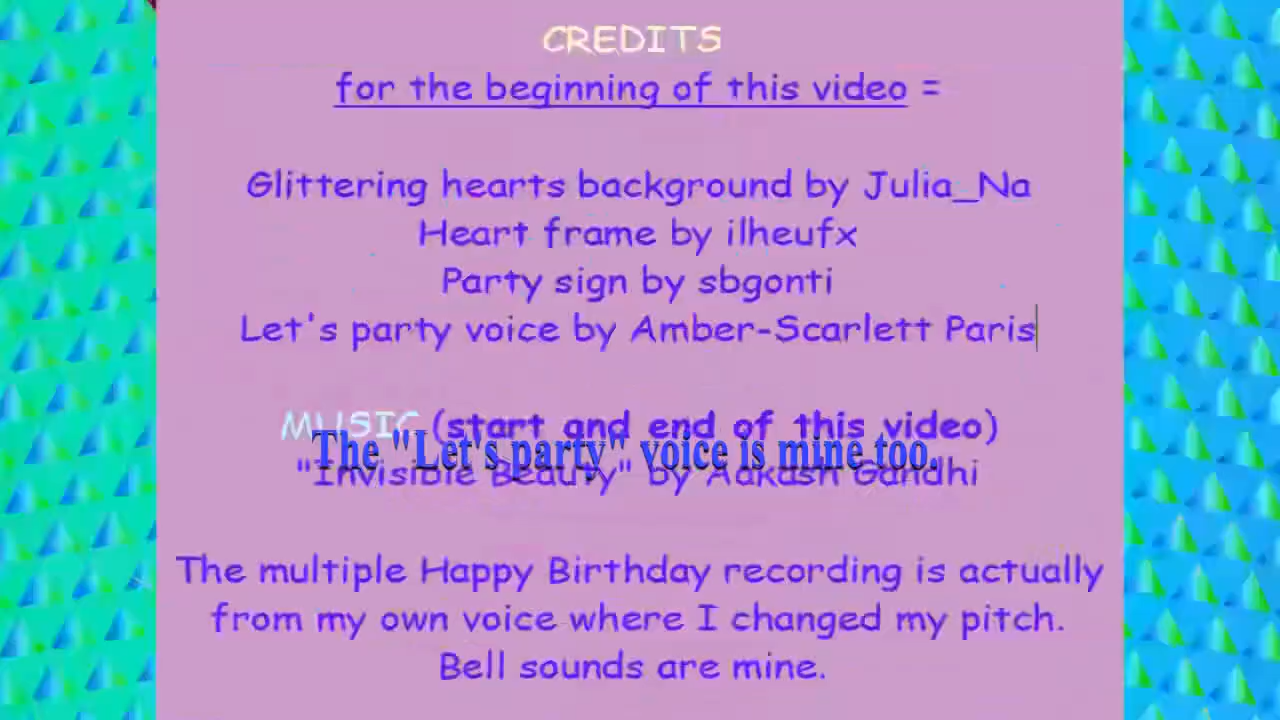 CREDITS
for the beginning of this video =
Glittering hearts background by Julia_Na
Heart frame by ilheufx
Party sign by sbgonti
Let's party voice by Amber-Scarlett Paris
MUSIC (start and end of this video)
The "Let's party" voice is mine too.
"Invisible Beauty" by Aakash Gandhi
The multiple Happy Birthday recording is actually
from my own voice where I changed my pitch.
Bell sounds are mine.